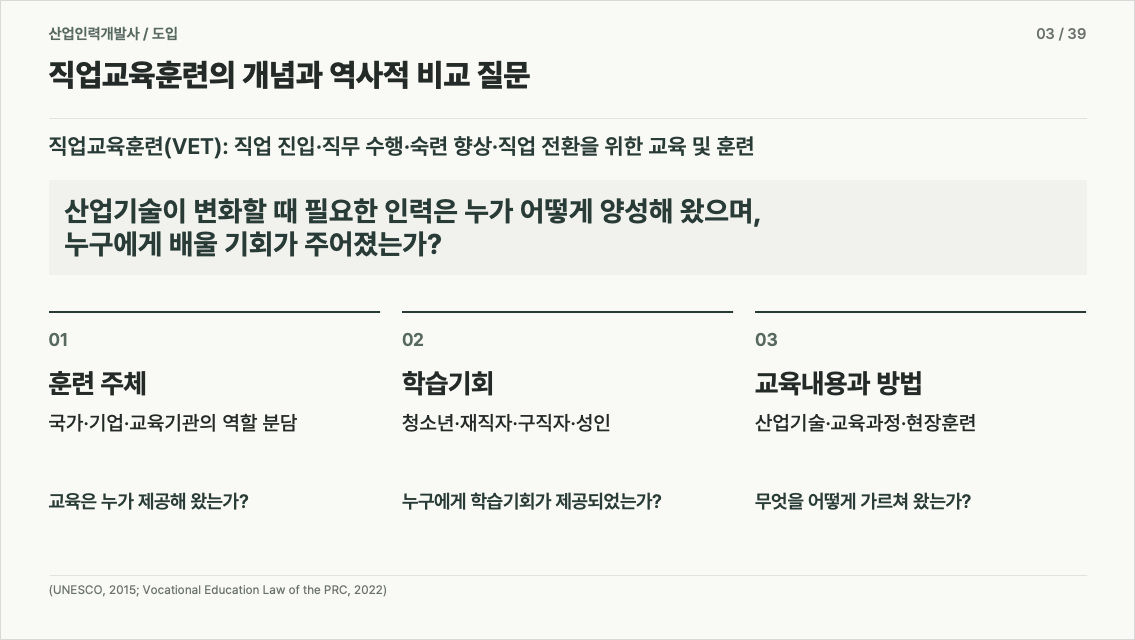 산업인력개발사 / 도입
03 / 39
직업교육훈련의 개념과 역사적 비교 질문
직업교육훈련(VET): 직업 진입·직무 수행·숙련 향상·직업 전환을 위한 교육 및 훈련
산업기술이 변화할 때 필요한 인력은 누가 어떻게 양성해 왔으며,
누구에게 배울 기회가 주어졌는가?
01
훈련 주체
국가·기업·교육기관의 역할 분담
교육은 누가 제공해 왔는가?
02
학습기회
청소년·재직자·구직자·성인
누구에게 학습기회가 제공되었는가?
03
교육내용과 방법
산업기술·교육과정·현장훈련
무엇을 어떻게 가르쳐 왔는가?
(UNESCO, 2015; Vocational Education Law of the PRC, 2022)